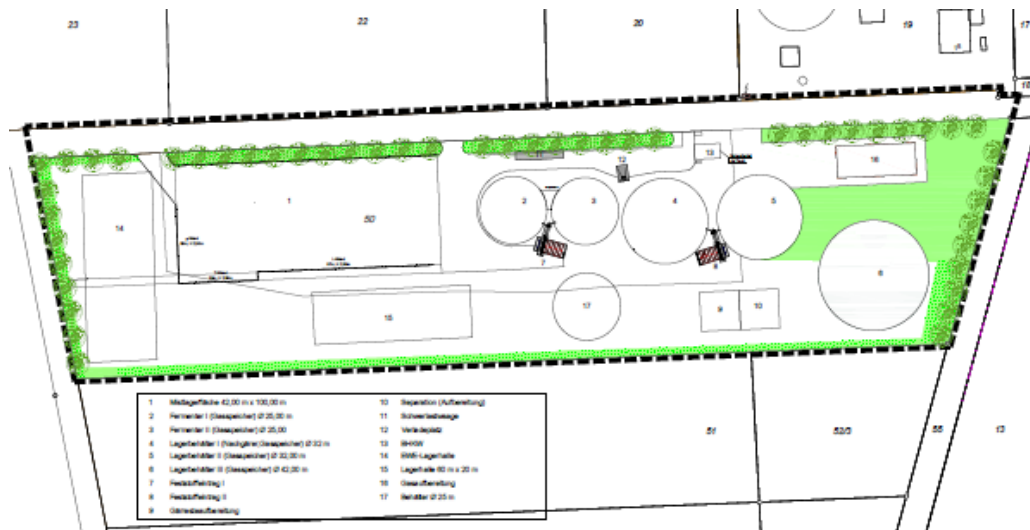 23
22
20
19
17
16
12
13
16
1
50
2
3
4
5
14
7
8
6
15
17
9
10
1 Mistlagerfläche 42,00 m x 100,00 m
2 Fermenter I (Gasspeicher) Ø 25,00 m
3 Fermenter II (Gasspeicher) Ø 25,00
4 Lagerbehälter I (Nachgärer/Gasspeicher) Ø 32 m
5 Lagerbehälter II (Gasspeicher) Ø 32,00 m
6 Lagerbehälter III (Gasspeicher) Ø 42,00 m
7 Feststoffeintrag I
8 Feststoffeintrag II
9 Gärrestaufbereitung
10 Separation (Aufbereitung)
11 Schwerlastwaage
12 Verladeplatz
13 BHKW
14 BWE-Lagerhalle
15 Lagerhalle 60 m x 20 m
16 Gasaufbereitung
17 Behälter Ø 25 m
51
52/3
55
13